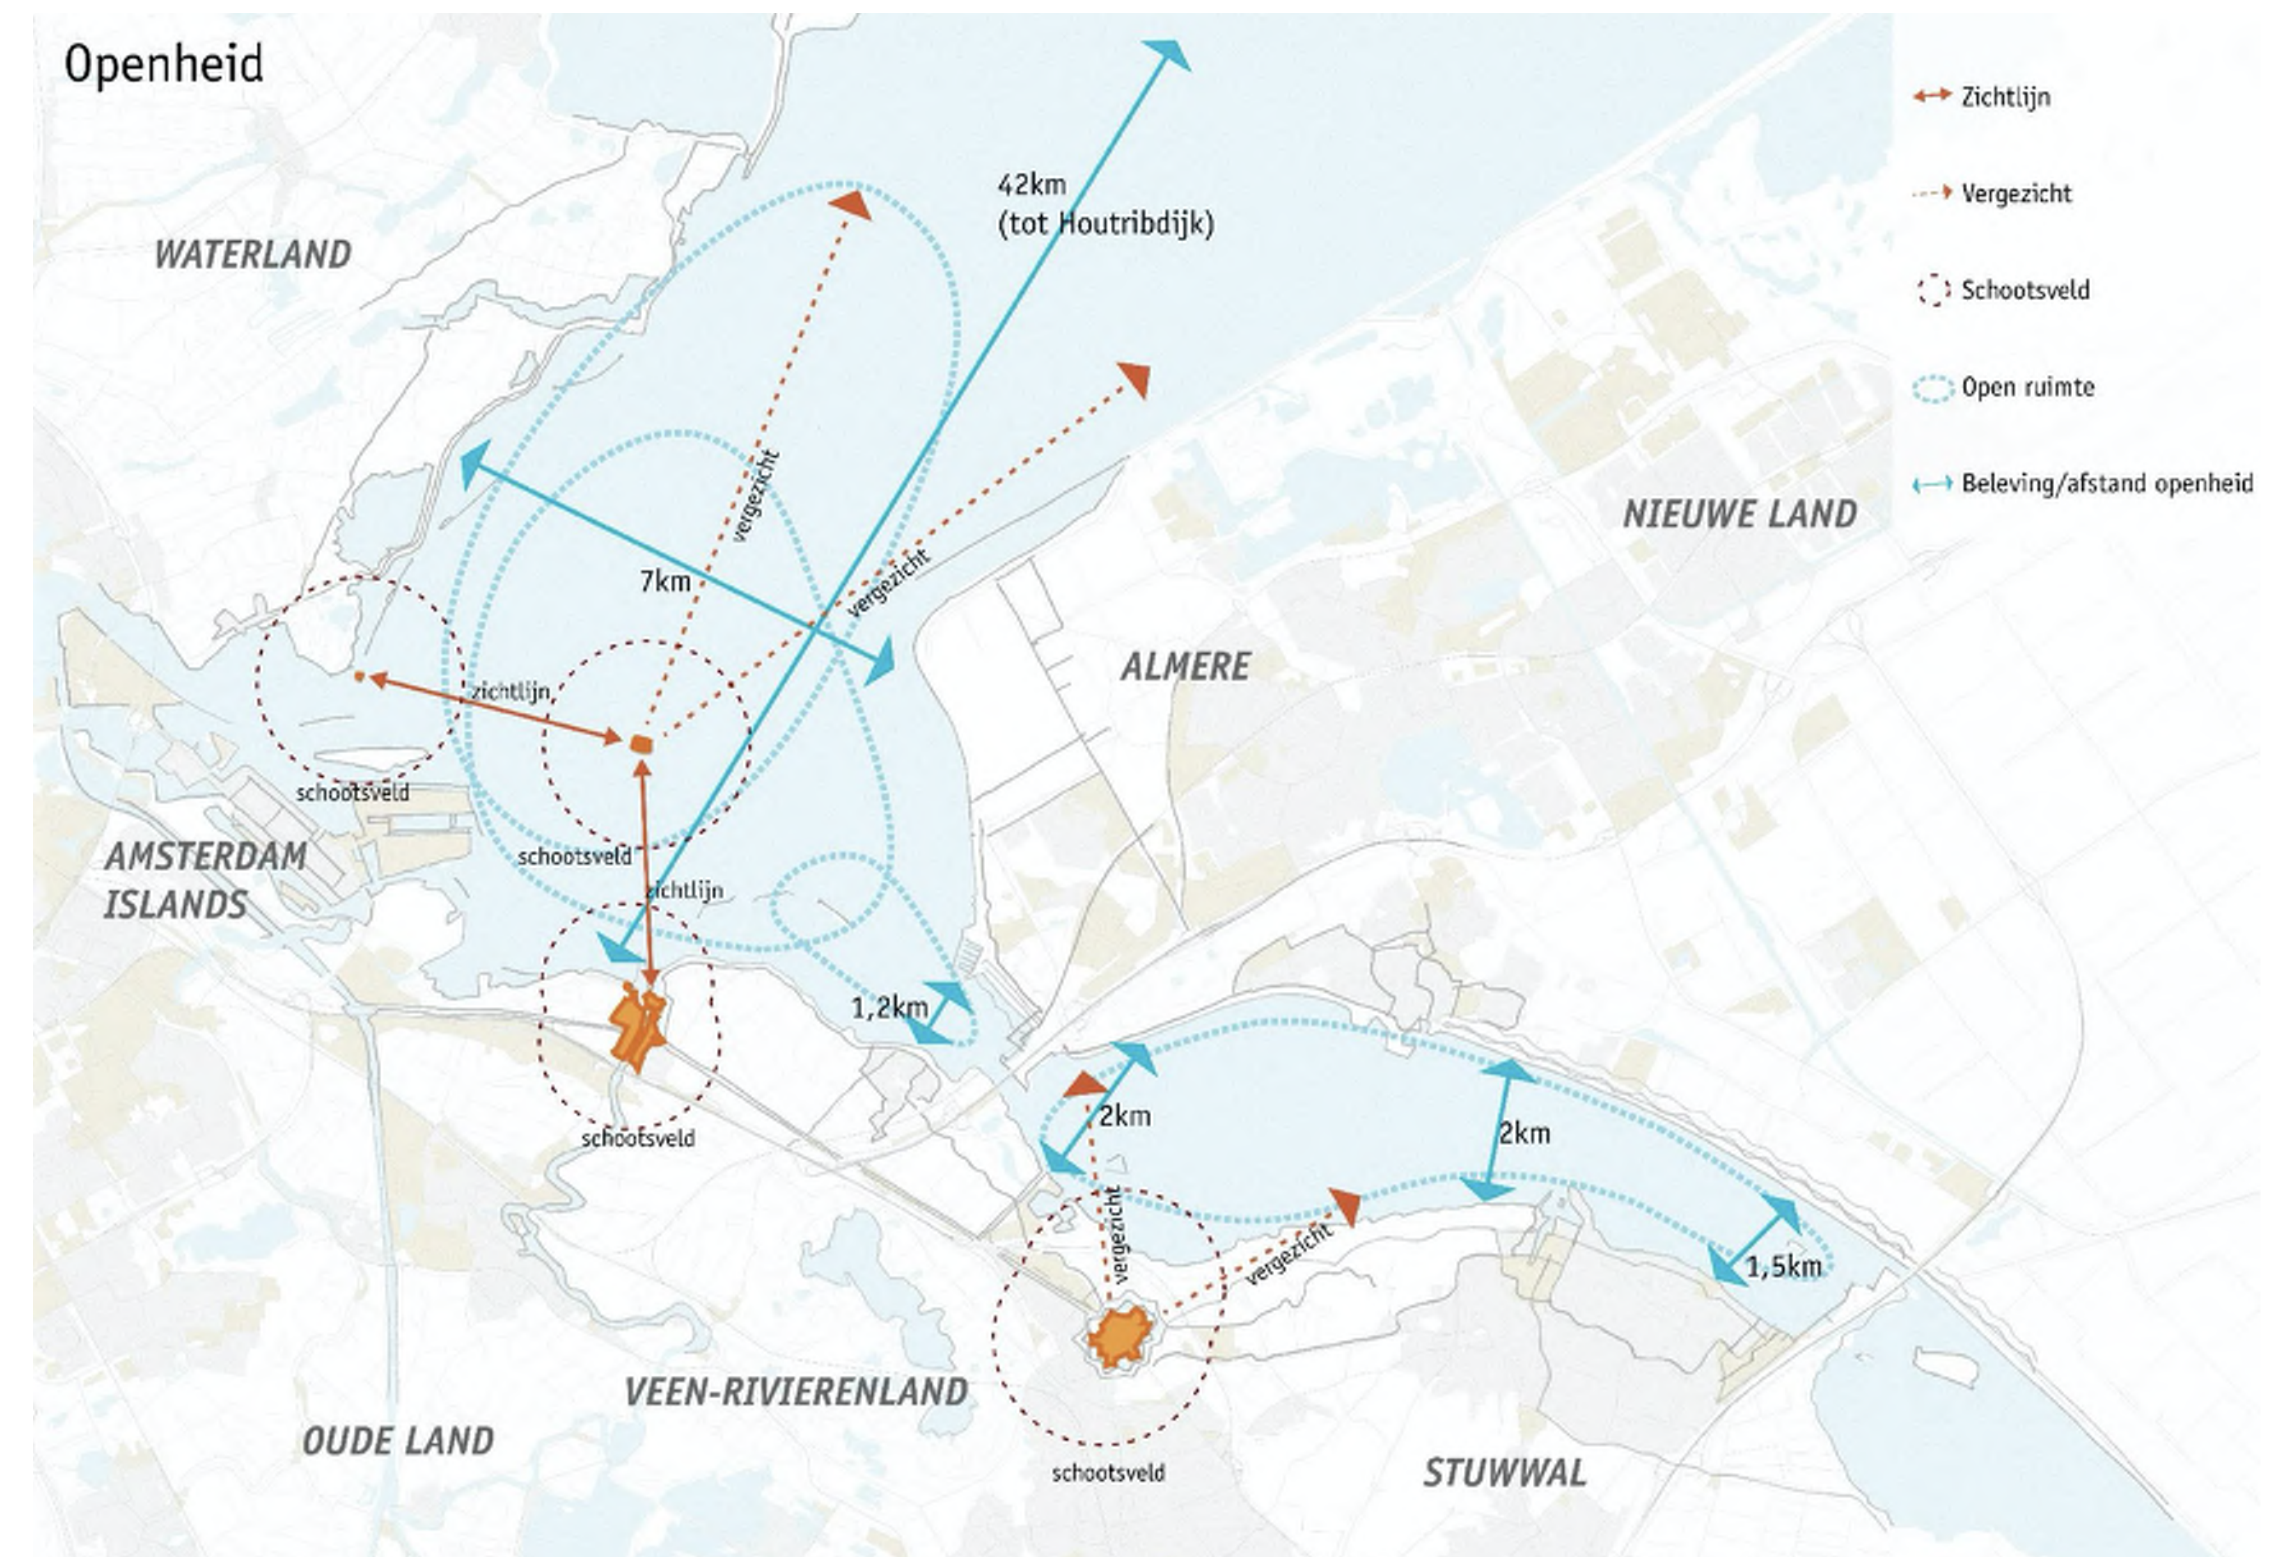 Openheid
Zichtlijn
Vergezicht
Schootsveld
Open ruimte
Beleving/afstand openheid
42km
(tot Houtribdijk)
WATERLAND
vergezicht
NIEUWE LAND
7km
vergezicht
ALMERE
zichtlijn
schootsveld
AMSTERDAM
ISLANDS
schootsveld
zichtlijn
1,2km
2km
2km
schootsveld
vergezicht
vergezicht
1,5km
VEEN-RIVIERENLAND
OUDE LAND
schootsveld
STUWWAL